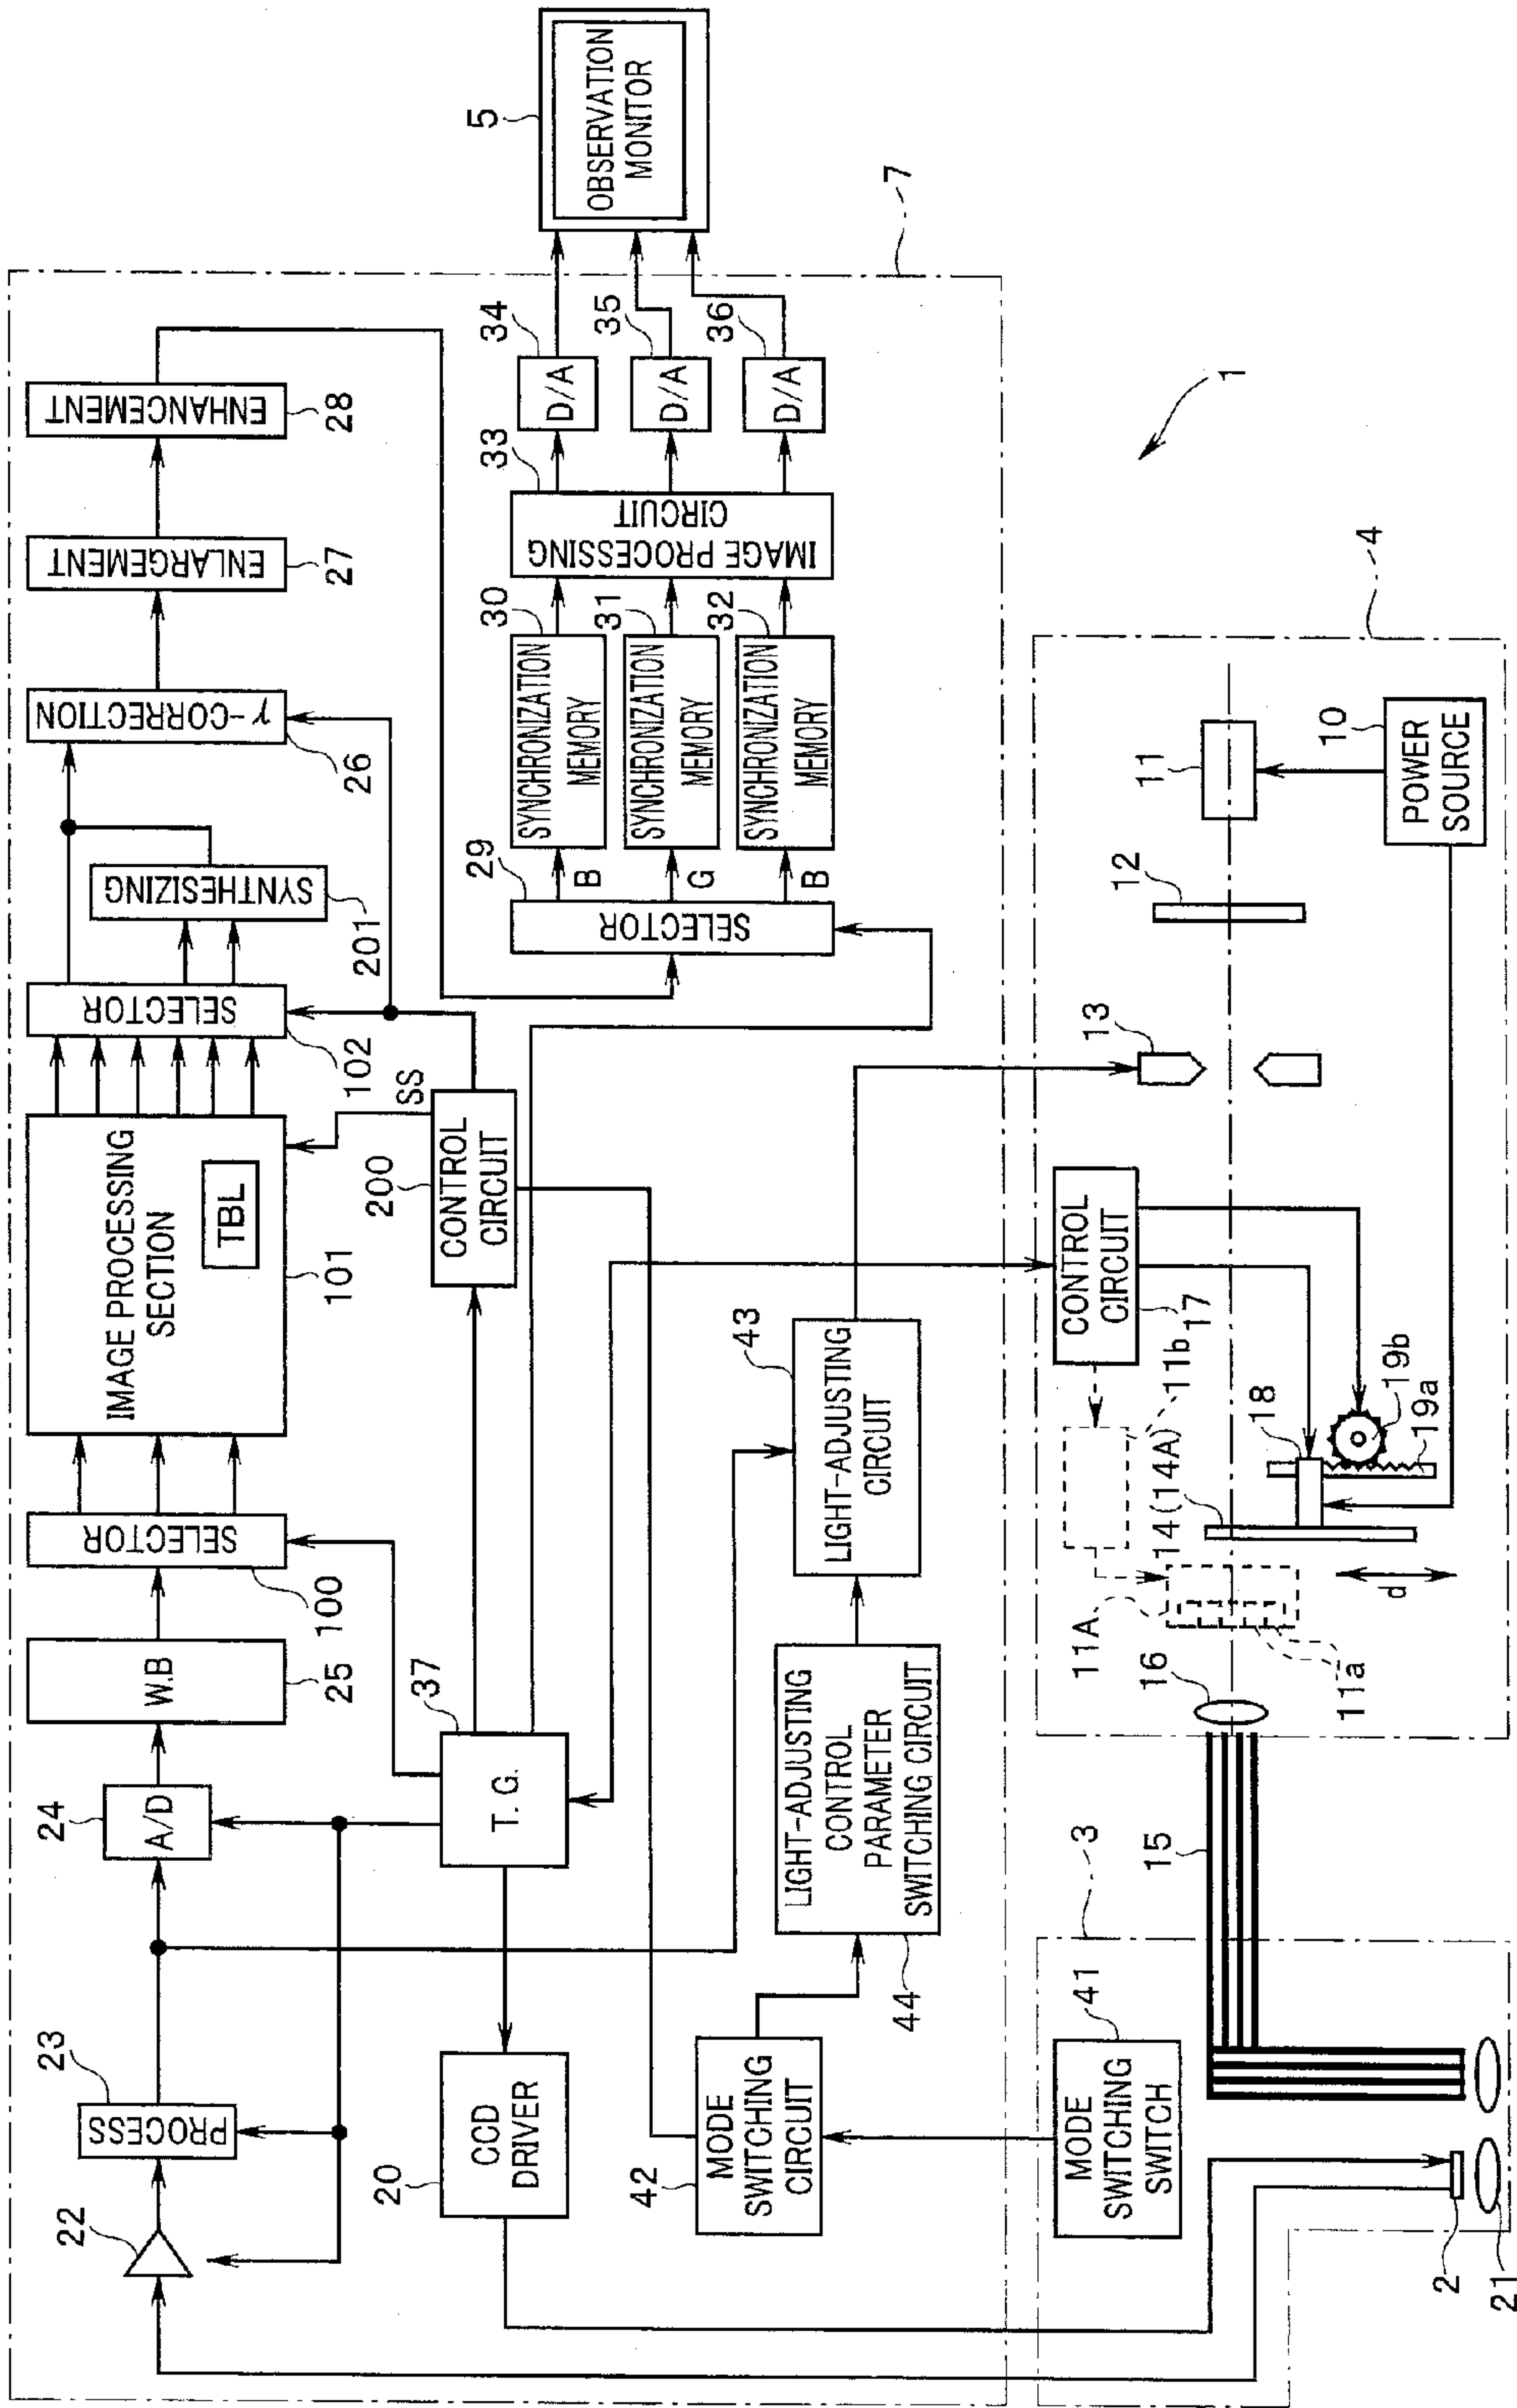 22
23
PROCESS
24
A/D
W.B
25
SELECTOR
100
IMAGE PROCESSING
SECTION
TBL
101
SELECTOR
102
SYNTHESIZING
201
γ-CORRECTION
26
ENLARGEMENT
27
ENHANCEMENT
28
SS
200
CONTROL
CIRCUIT
37
T. G.
20
CCD
DRIVER
29
SELECTOR
B
G
B
30
SYNCHRONIZATION
MEMORY
31
SYNCHRONIZATION
MEMORY
32
SYNCHRONIZATION
MEMORY
33
IMAGE PROCESSING
CIRCUIT
34
D/A
35
D/A
36
D/A
5
OBSERVATION
MONITOR
7
42
MODE
SWITCHING
CIRCUIT
LIGHT-ADJUSTING
CONTROL
PARAMETER
SWITCHING CIRCUIT
44
43
LIGHT-ADJUSTING
CIRCUIT
1
3
41
MODE
SWITCHING
SWITCH
2
21
15
4
16
11A
11a
11b
14(14A)
d
CONTROL
CIRCUIT
17
18
19b
19a
13
12
11
10
POWER
SOURCE